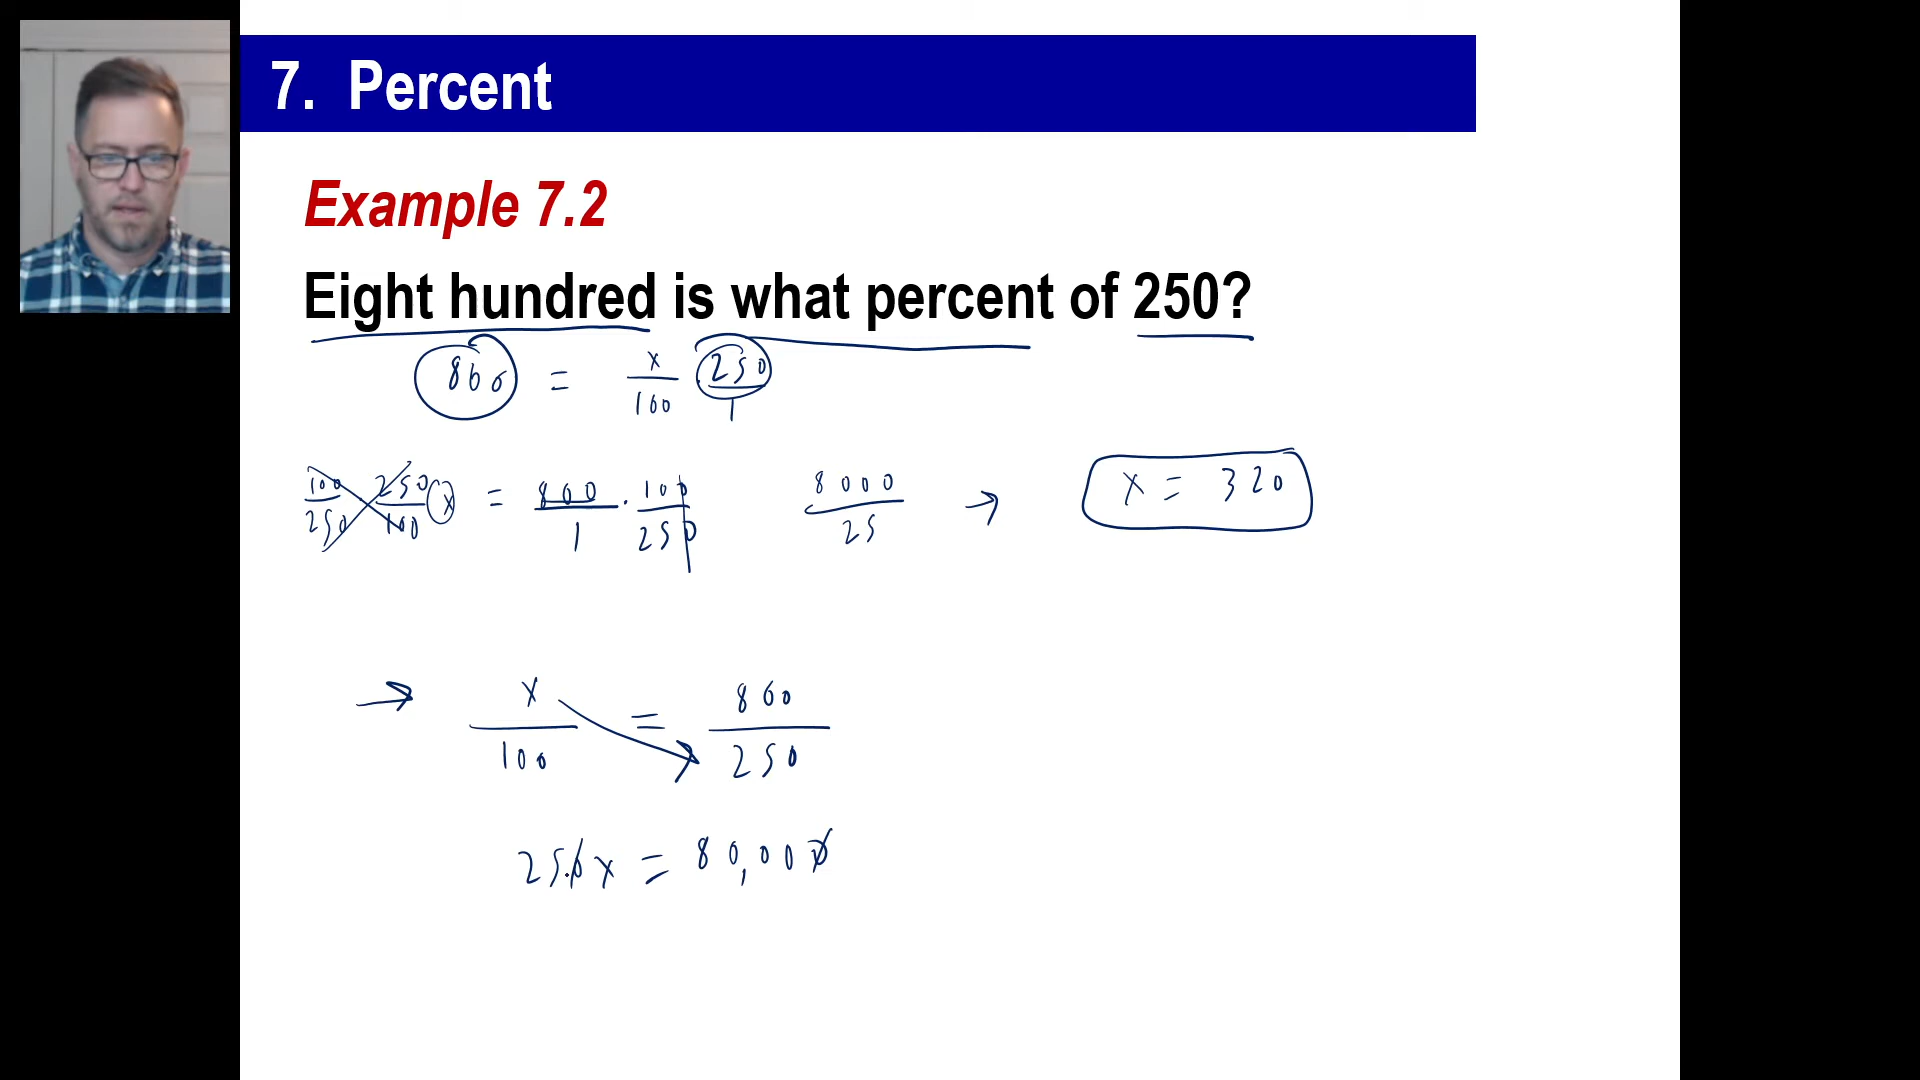 7. Percent
Example 7.2
Eight hundred is what percent of 250?
800 = x/100 250/1
100/250 250/100 x = 800/1 · 100/250 8000/25 → x = 320
→ x/100 = 800/250
250x = 80,000